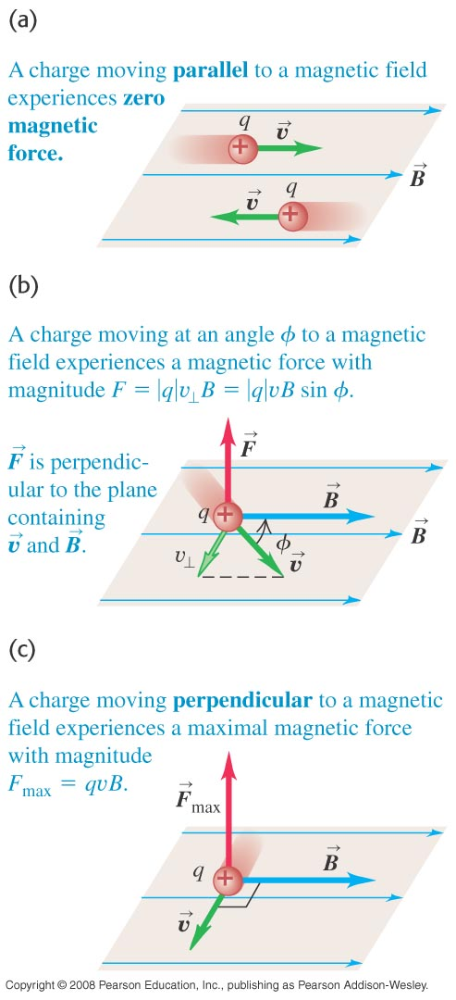 (a)
A charge moving parallel to a magnetic field
experiences zero
magnetic
force.
q
v⃗
+
B⃗
v⃗
q
+
(b)
A charge moving at an angle ϕ to a magnetic
field experiences a magnetic force with
magnitude F = |q|v⊥B = |q|vB sin ϕ.
F⃗ is perpendic-
ular to the plane
containing
v⃗ and B⃗.
F⃗
q
+
B⃗
B⃗
v⊥
ϕ
v⃗
(c)
A charge moving perpendicular to a magnetic
field experiences a maximal magnetic force
with magnitude
Fmax = qvB.
F⃗max
q
+
B⃗
v⃗
Copyright © 2008 Pearson Education, Inc., publishing as Pearson Addison-Wesley.